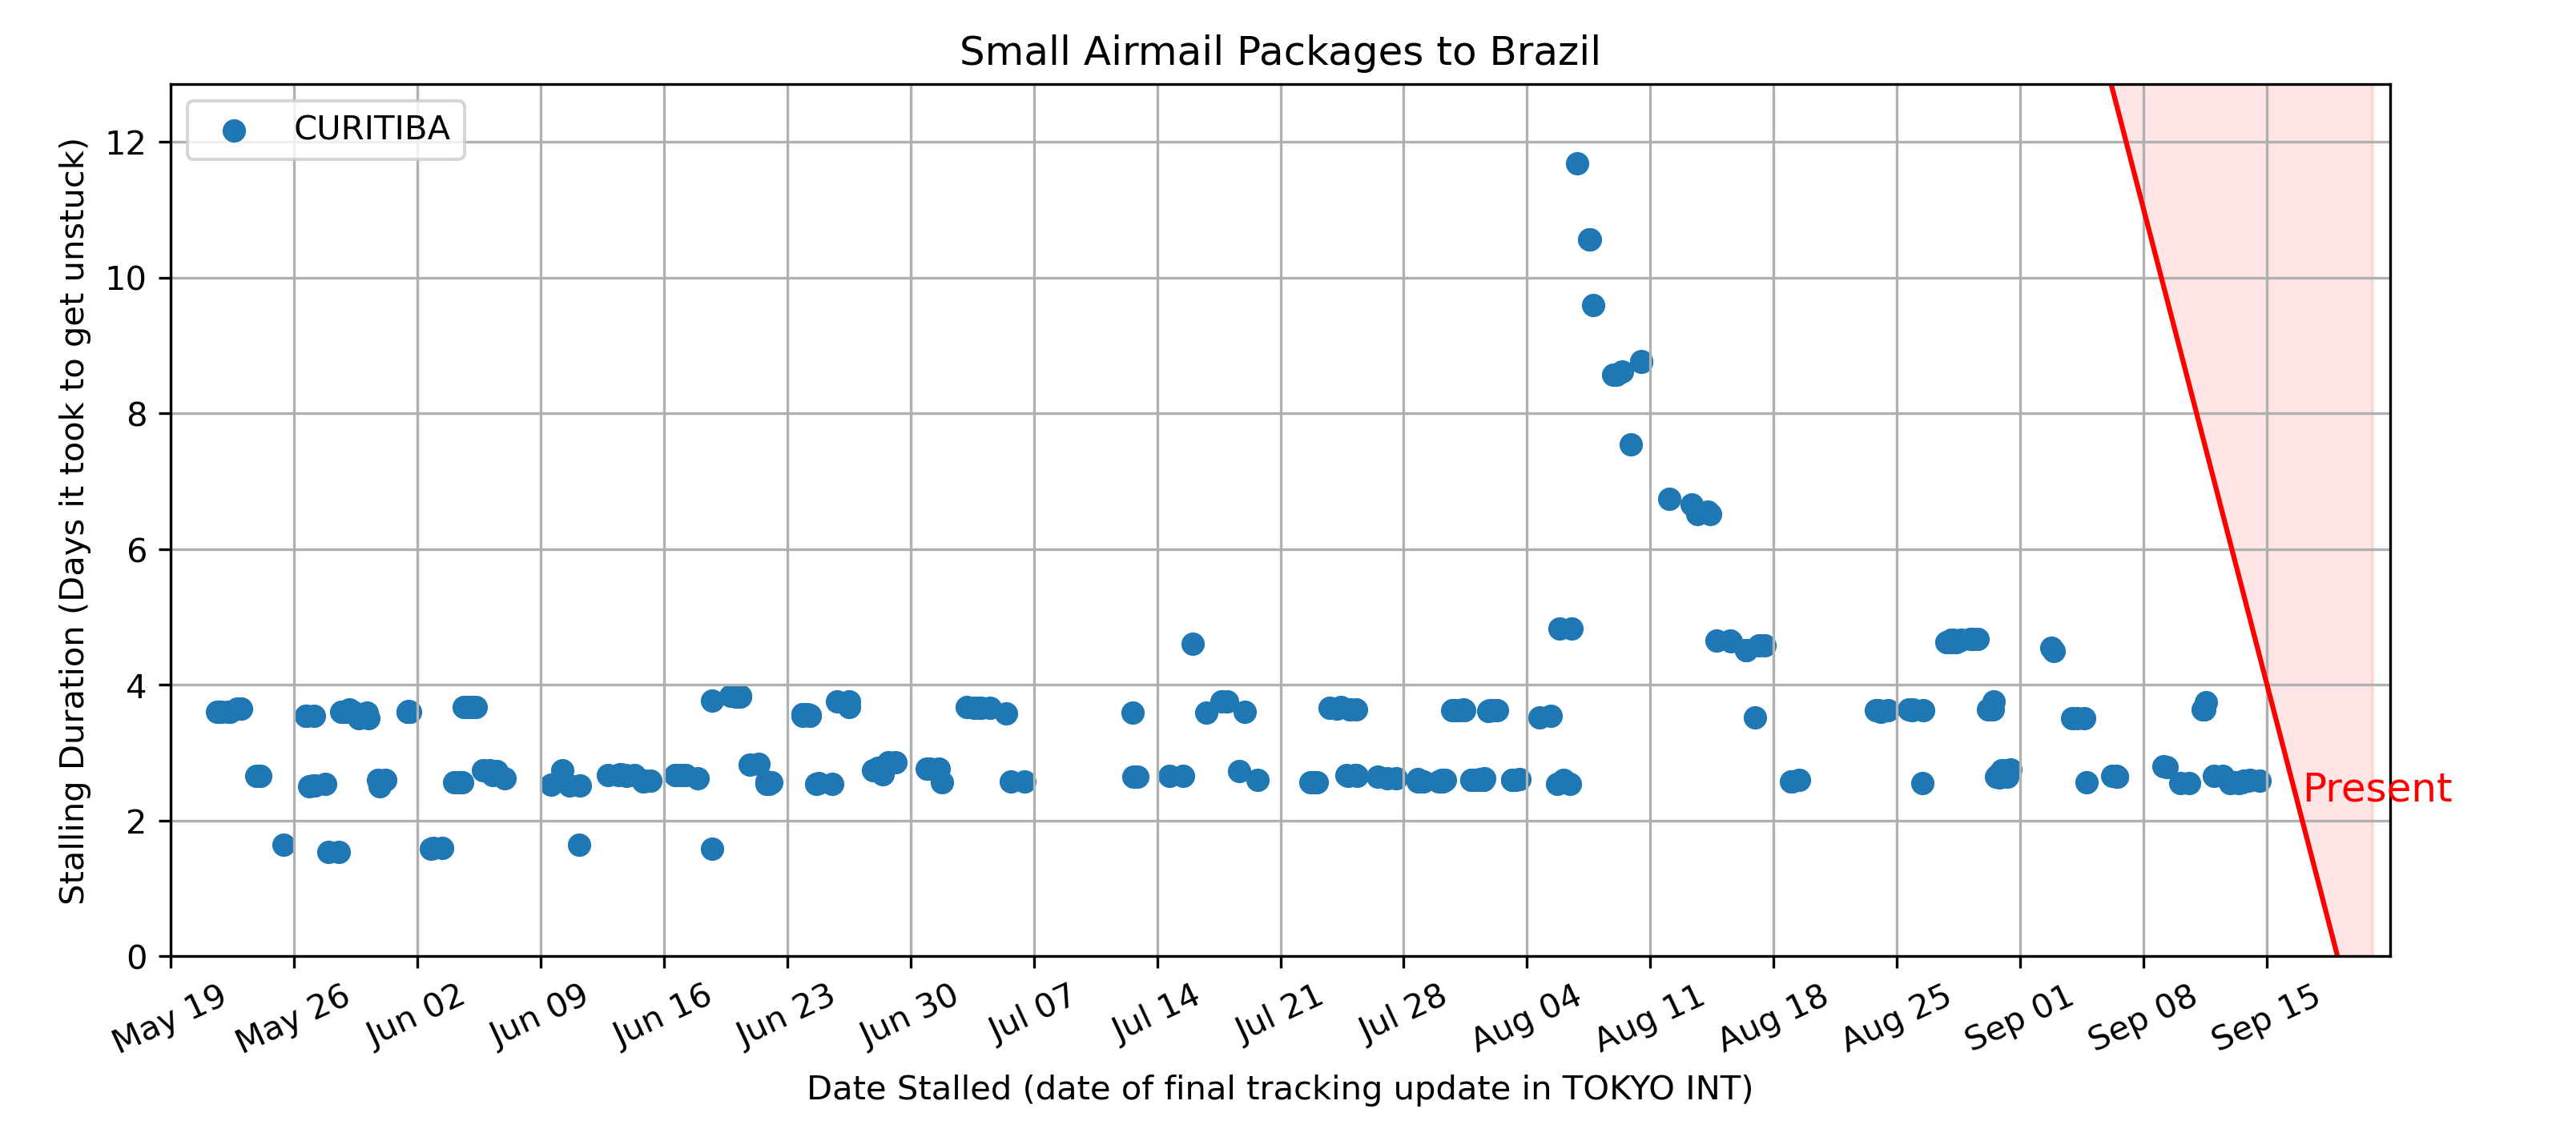 Small Airmail Packages to Brazil
CURITIBA
Stalling Duration (Days it took to get unstuck)
12
10
8
6
4
2
0
Present
May 19
May 26
Jun 02
Jun 09
Jun 16
Jun 23
Jun 30
Jul 07
Jul 14
Jul 21
Jul 28
Aug 04
Aug 11
Aug 18
Aug 25
Sep 01
Sep 08
Sep 15
Date Stalled (date of final tracking update in TOKYO INT)